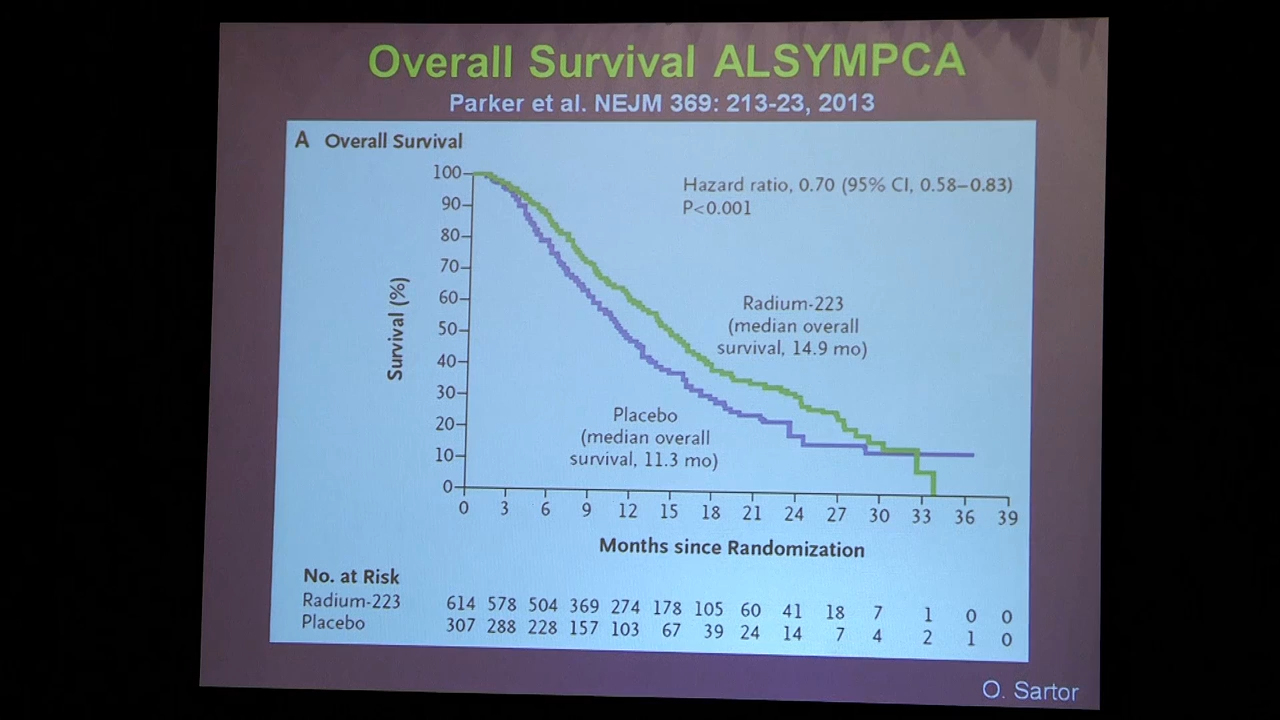 Overall Survival ALSYMPCA
Parker et al. NEJM 369: 213-23, 2013
A Overall Survival
Hazard ratio, 0.70 (95% CI, 0.58–0.83)
P<0.001
100
90
80
70
60
50
40
30
20
10
0
Survival (%)
Radium-223
(median overall
survival, 14.9 mo)
Placebo
(median overall
survival, 11.3 mo)
0 3 6 9 12 15 18 21 24 27 30 33 36 39
Months since Randomization
No. at Risk
Radium-223 614 578 504 369 274 178 105 60 41 18 7 1 0 0
Placebo 307 288 228 157 103 67 39 24 14 7 4 2 1 0
O. Sartor